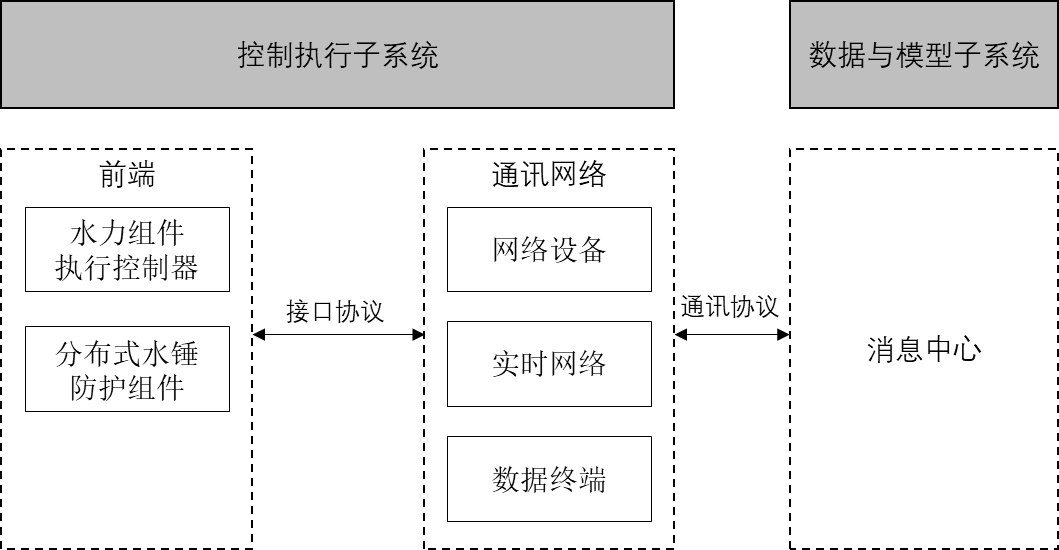 控制执行子系统
数据与模型子系统
前端
水力组件
执行控制器
分布式水锤
防护组件
接口协议
通讯网络
网络设备
实时网络
数据终端
通讯协议
消息中心